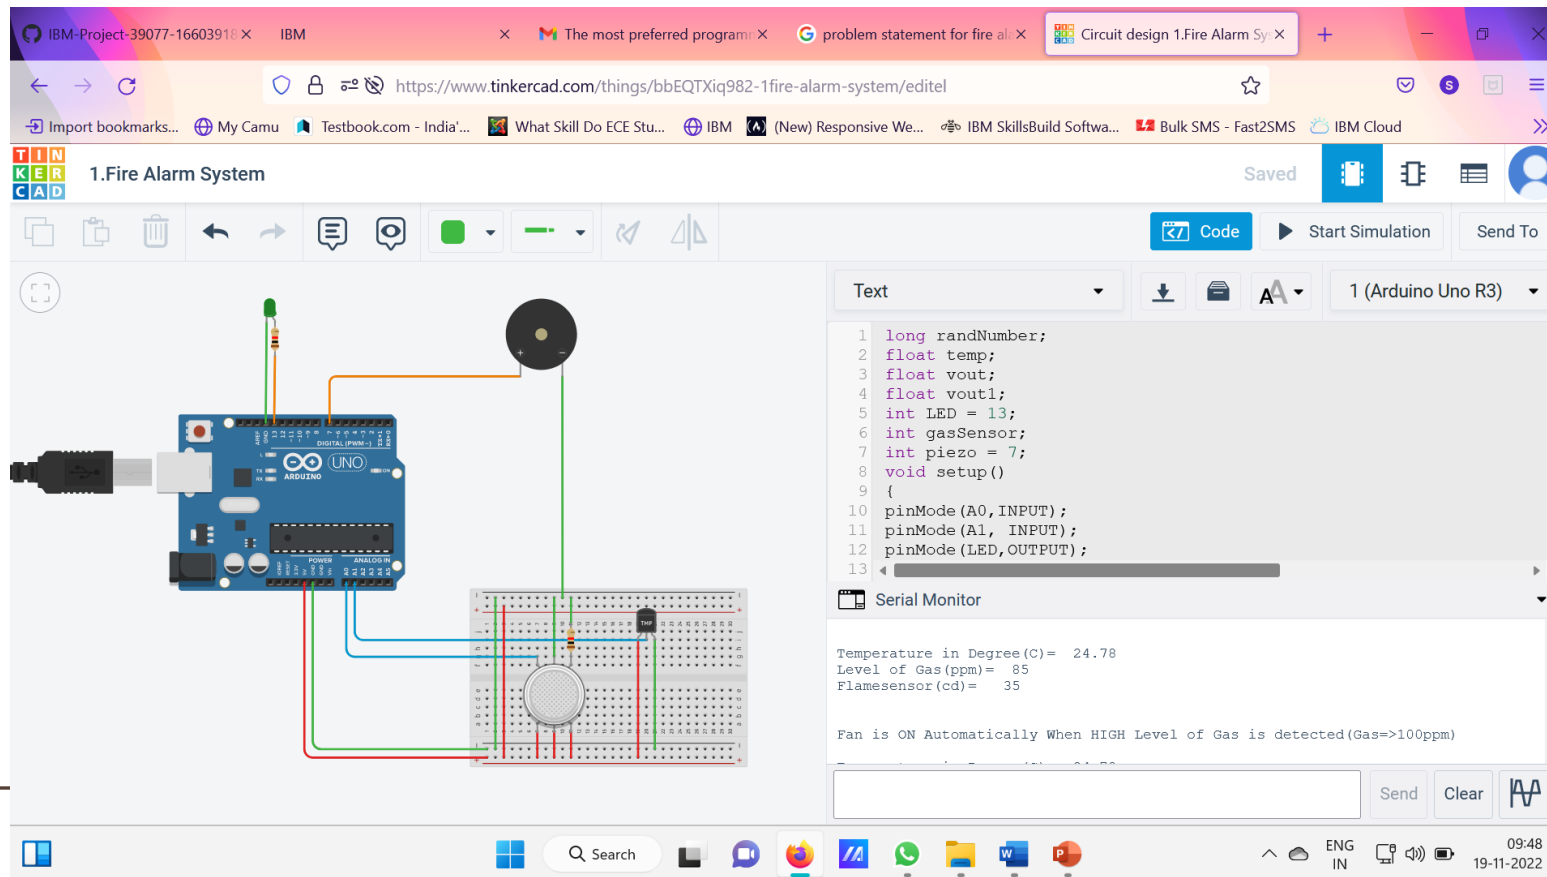 IBM-Project-39077-16603918
IBM
The most preferred programm
problem statement for fire ala
Circuit design 1.Fire Alarm Sys
https://www.tinkercad.com/things/bbEQTXiq982-1fire-alarm-system/editel
S
Import bookmarks...
My Camu
Testbook.com - India'...
What Skill Do ECE Stu...
IBM
(New) Responsive We...
IBM SkillsBuild Softwa...
Bulk SMS - Fast2SMS
IBM Cloud
TIN
KER
CAD
1.Fire Alarm System
Saved
Code
Start Simulation
Send To
Text
1 (Arduino Uno R3)
1 long randNumber;
2 float temp;
3 float vout;
4 float vout1;
5 int LED = 13;
6 int gasSensor;
7 int piezo = 7;
8 void setup()
9 {
10 pinMode(A0,INPUT);
11 pinMode(A1, INPUT);
12 pinMode(LED,OUTPUT);
13
DIGITAL (PWM~)
UNO
ARDUINO
L
TX
RX
ON
POWER
ANALOG IN
TMP
Serial Monitor
Temperature in Degree(C)= 24.78
Level of Gas(ppm)= 85
Flamesensor(cd)= 35
Fan is ON Automatically When HIGH Level of Gas is detected(Gas=>100ppm)
Send
Clear
Search
ENG
IN
09:48
19-11-2022